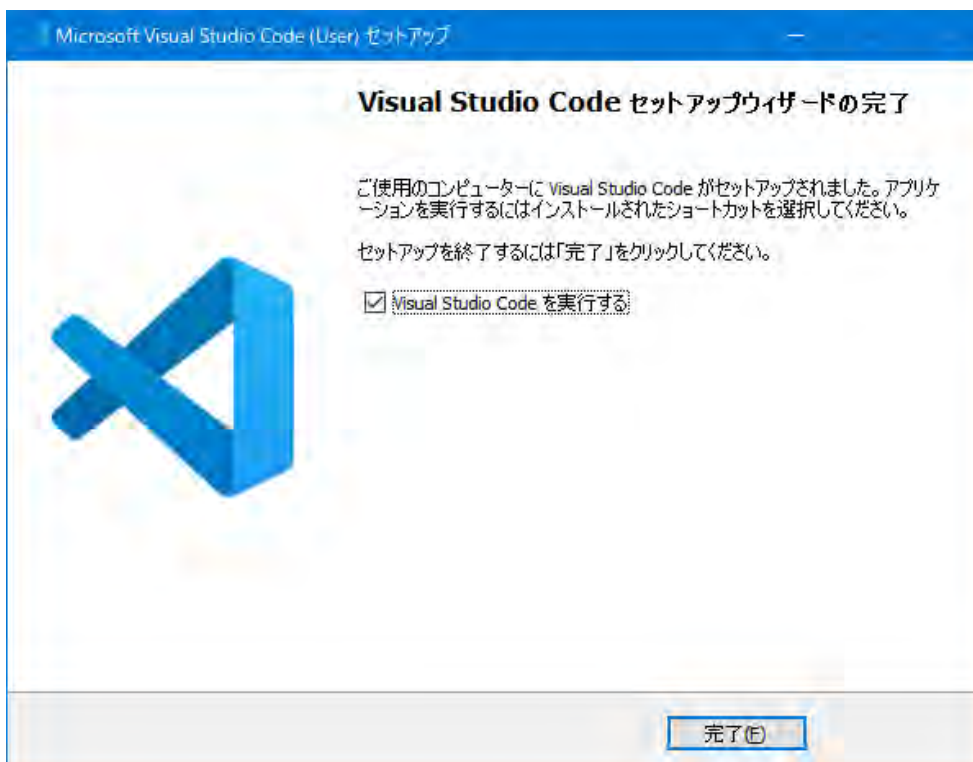 Microsoft Visual Studio Code (User) セットアップ
Visual Studio Code セットアップウィザードの完了
ご使用のコンピューターに Visual Studio Code がセットアップされました。アプリケ
ーションを実行するにはインストールされたショートカットを選択してください。
セットアップを終了するには「完了」をクリックしてください。
Visual Studio Code を実行する
完了(F)